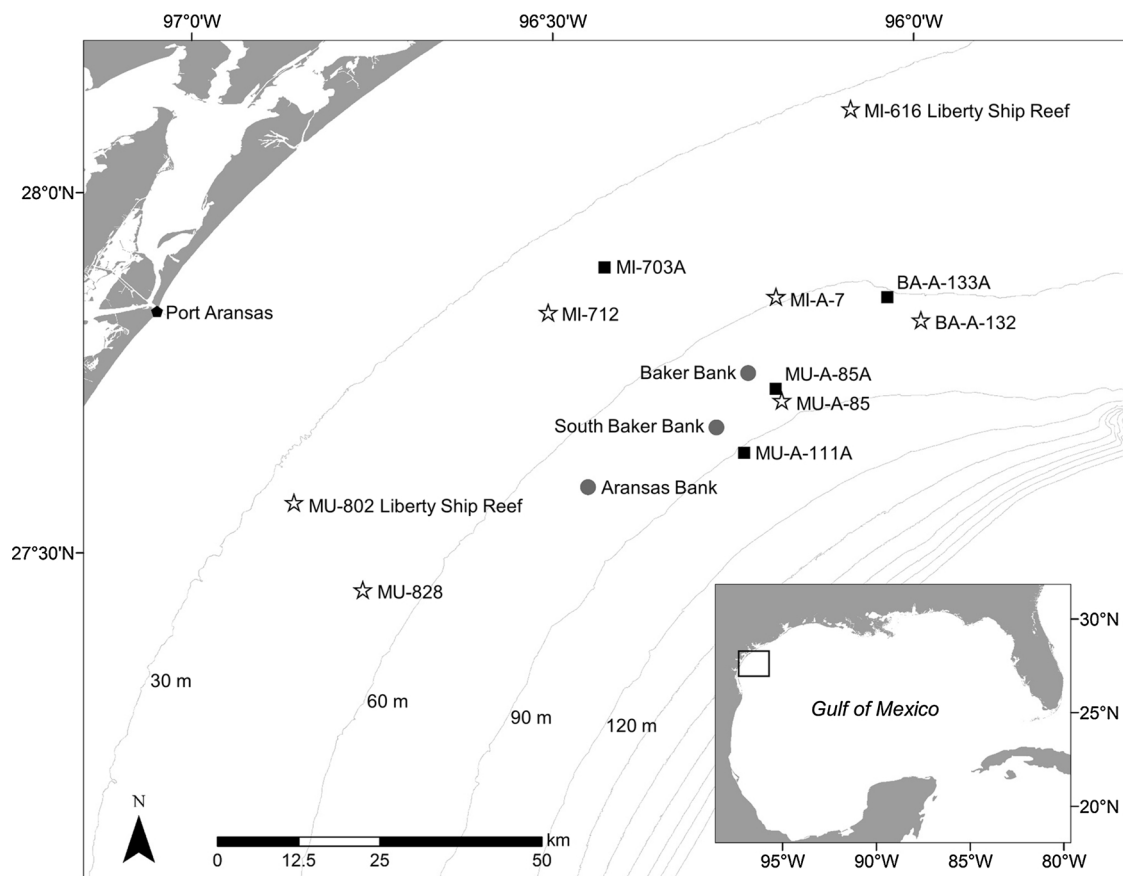 97°0'W
96°30'W
96°0'W
MI-616 Liberty Ship Reef
28°0'N
MI-703A
BA-A-133A
MI-A-7
Port Aransas
MI-712
BA-A-132
Baker Bank
MU-A-85A
MU-A-85
South Baker Bank
MU-A-111A
Aransas Bank
MU-802 Liberty Ship Reef
27°30'N
MU-828
30 m
60 m
90 m
120 m
30°N
Gulf of Mexico
25°N
20°N
N
km
0
12.5
25
50
95°W
90°W
85°W
80°W